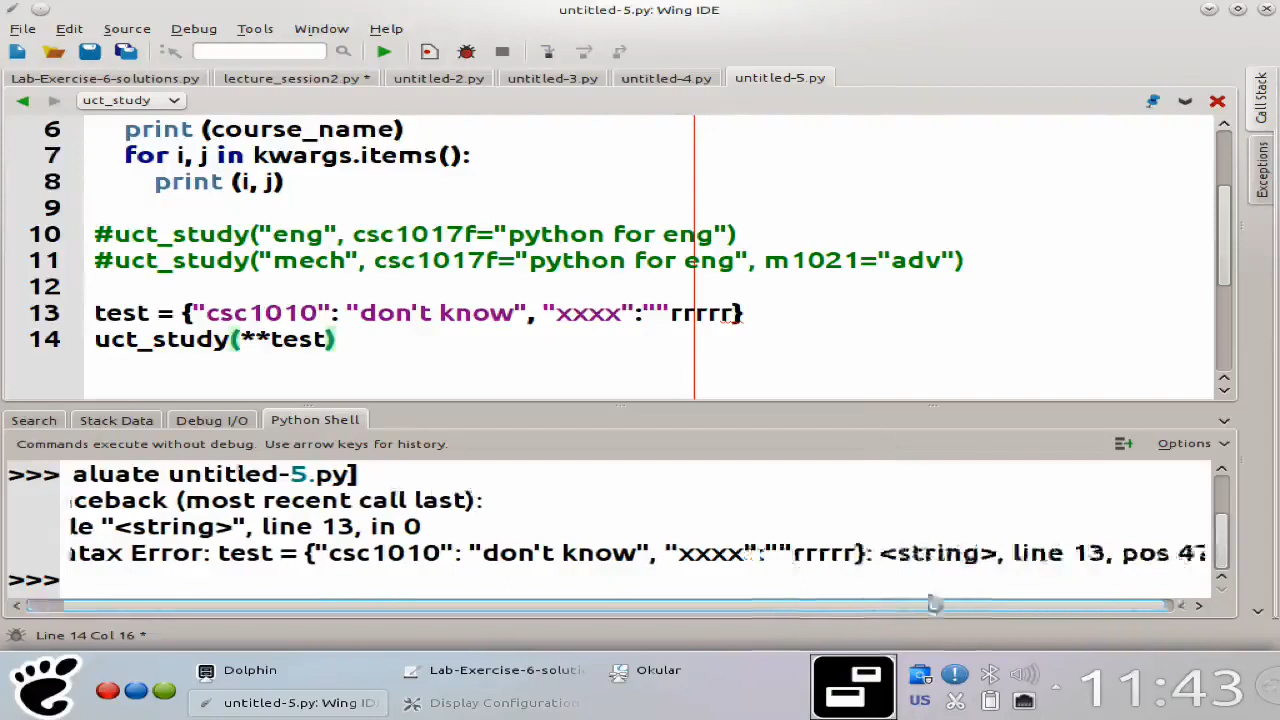 untitled-5.py: Wing IDE
File Edit Source Debug Tools Window Help
Lab-Exercise-6-solutions.py lecture_session2.py * untitled-2.py untitled-3.py untitled-4.py untitled-5.py
uct_study
6 print (course_name)
7 for i, j in kwargs.items():
8 print (i, j)
9
10 #uct_study("eng", csc1017f="python for eng")
11 #uct_study("mech", csc1017f="python for eng", m1021="adv")
12
13 test = {"csc1010": "don't know", "xxxx":""rrrrr}
14 uct_study(**test)
Call Stack
Exceptions
Search Stack Data Debug I/O Python Shell
Commands execute without debug. Use arrow keys for history.
Options
>>> aluate untitled-5.py]
ceback (most recent call last):
le "<string>", line 13, in 0
ntax Error: test = {"csc1010": "don't know", "xxxx":""rrrrr}: <string>, line 13, pos 47
>>>
Line 14 Col 16 *
Dolphin Lab-Exercise-6-soluti Okular
untitled-5.py: Wing ID Display Configuration
US
11:43